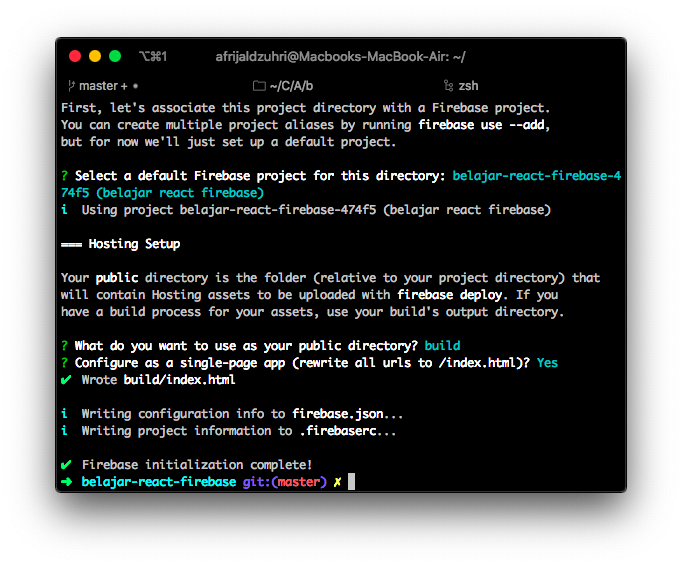 ⌥⌘1 afrijaldzuhri@Macbooks-MacBook-Air: ~/
master + • ~/C/A/b zsh
First, let's associate this project directory with a Firebase project.
You can create multiple project aliases by running firebase use --add,
but for now we'll just set up a default project.
? Select a default Firebase project for this directory: belajar-react-firebase-4
74f5 (belajar react firebase)
i Using project belajar-react-firebase-474f5 (belajar react firebase)
=== Hosting Setup
Your public directory is the folder (relative to your project directory) that
will contain Hosting assets to be uploaded with firebase deploy. If you
have a build process for your assets, use your build's output directory.
? What do you want to use as your public directory? build
? Configure as a single-page app (rewrite all urls to /index.html)? Yes
✔ Wrote build/index.html
i Writing configuration info to firebase.json...
i Writing project information to .firebaserc...
✔ Firebase initialization complete!
➜ belajar-react-firebase git:(master) ✗